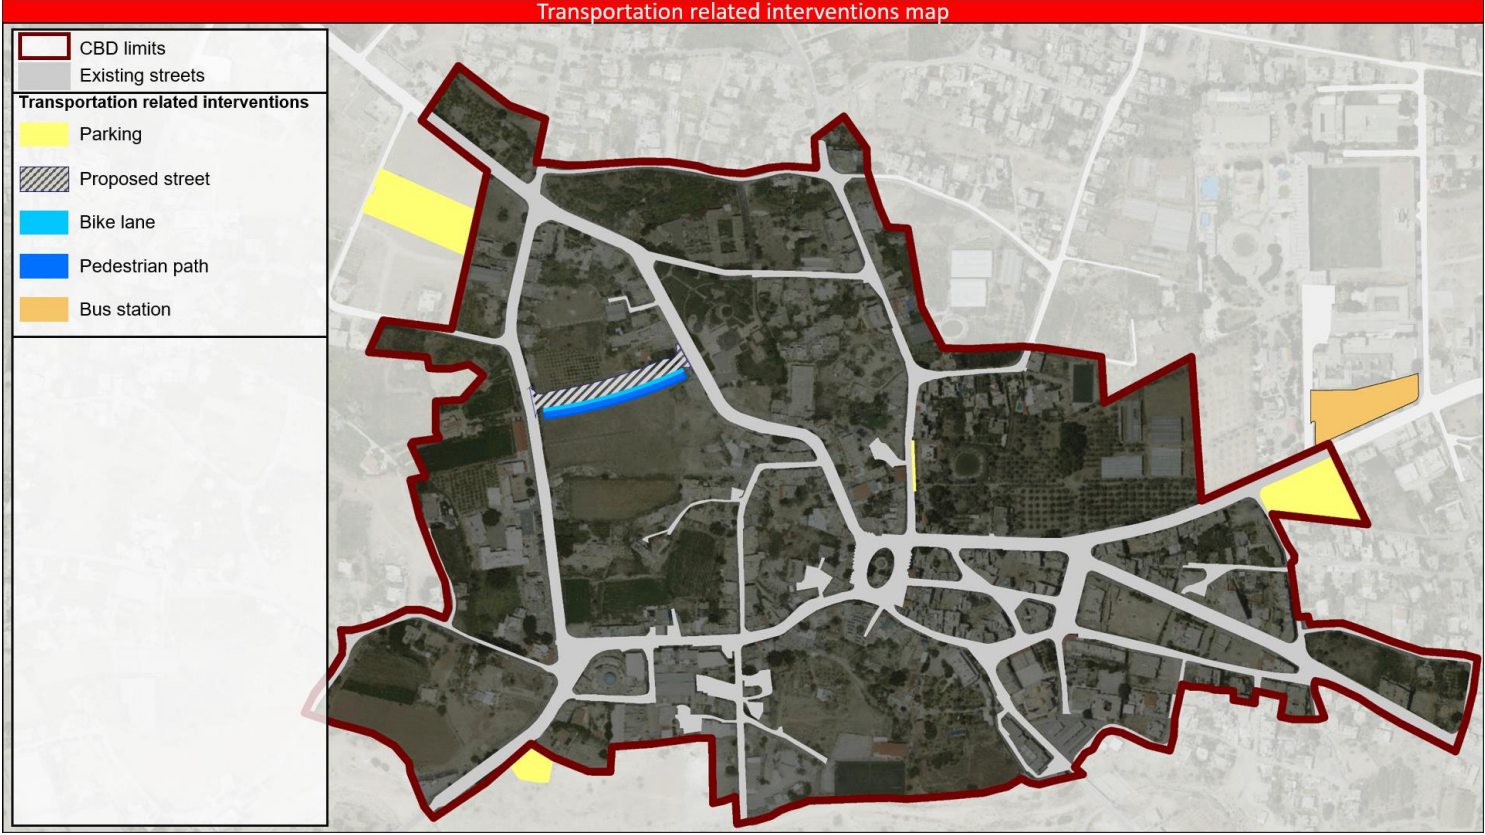 Transportation related interventions map
CBD limits
Existing streets
Transportation related interventions
Parking
Proposed street
Bike lane
Pedestrian path
Bus station